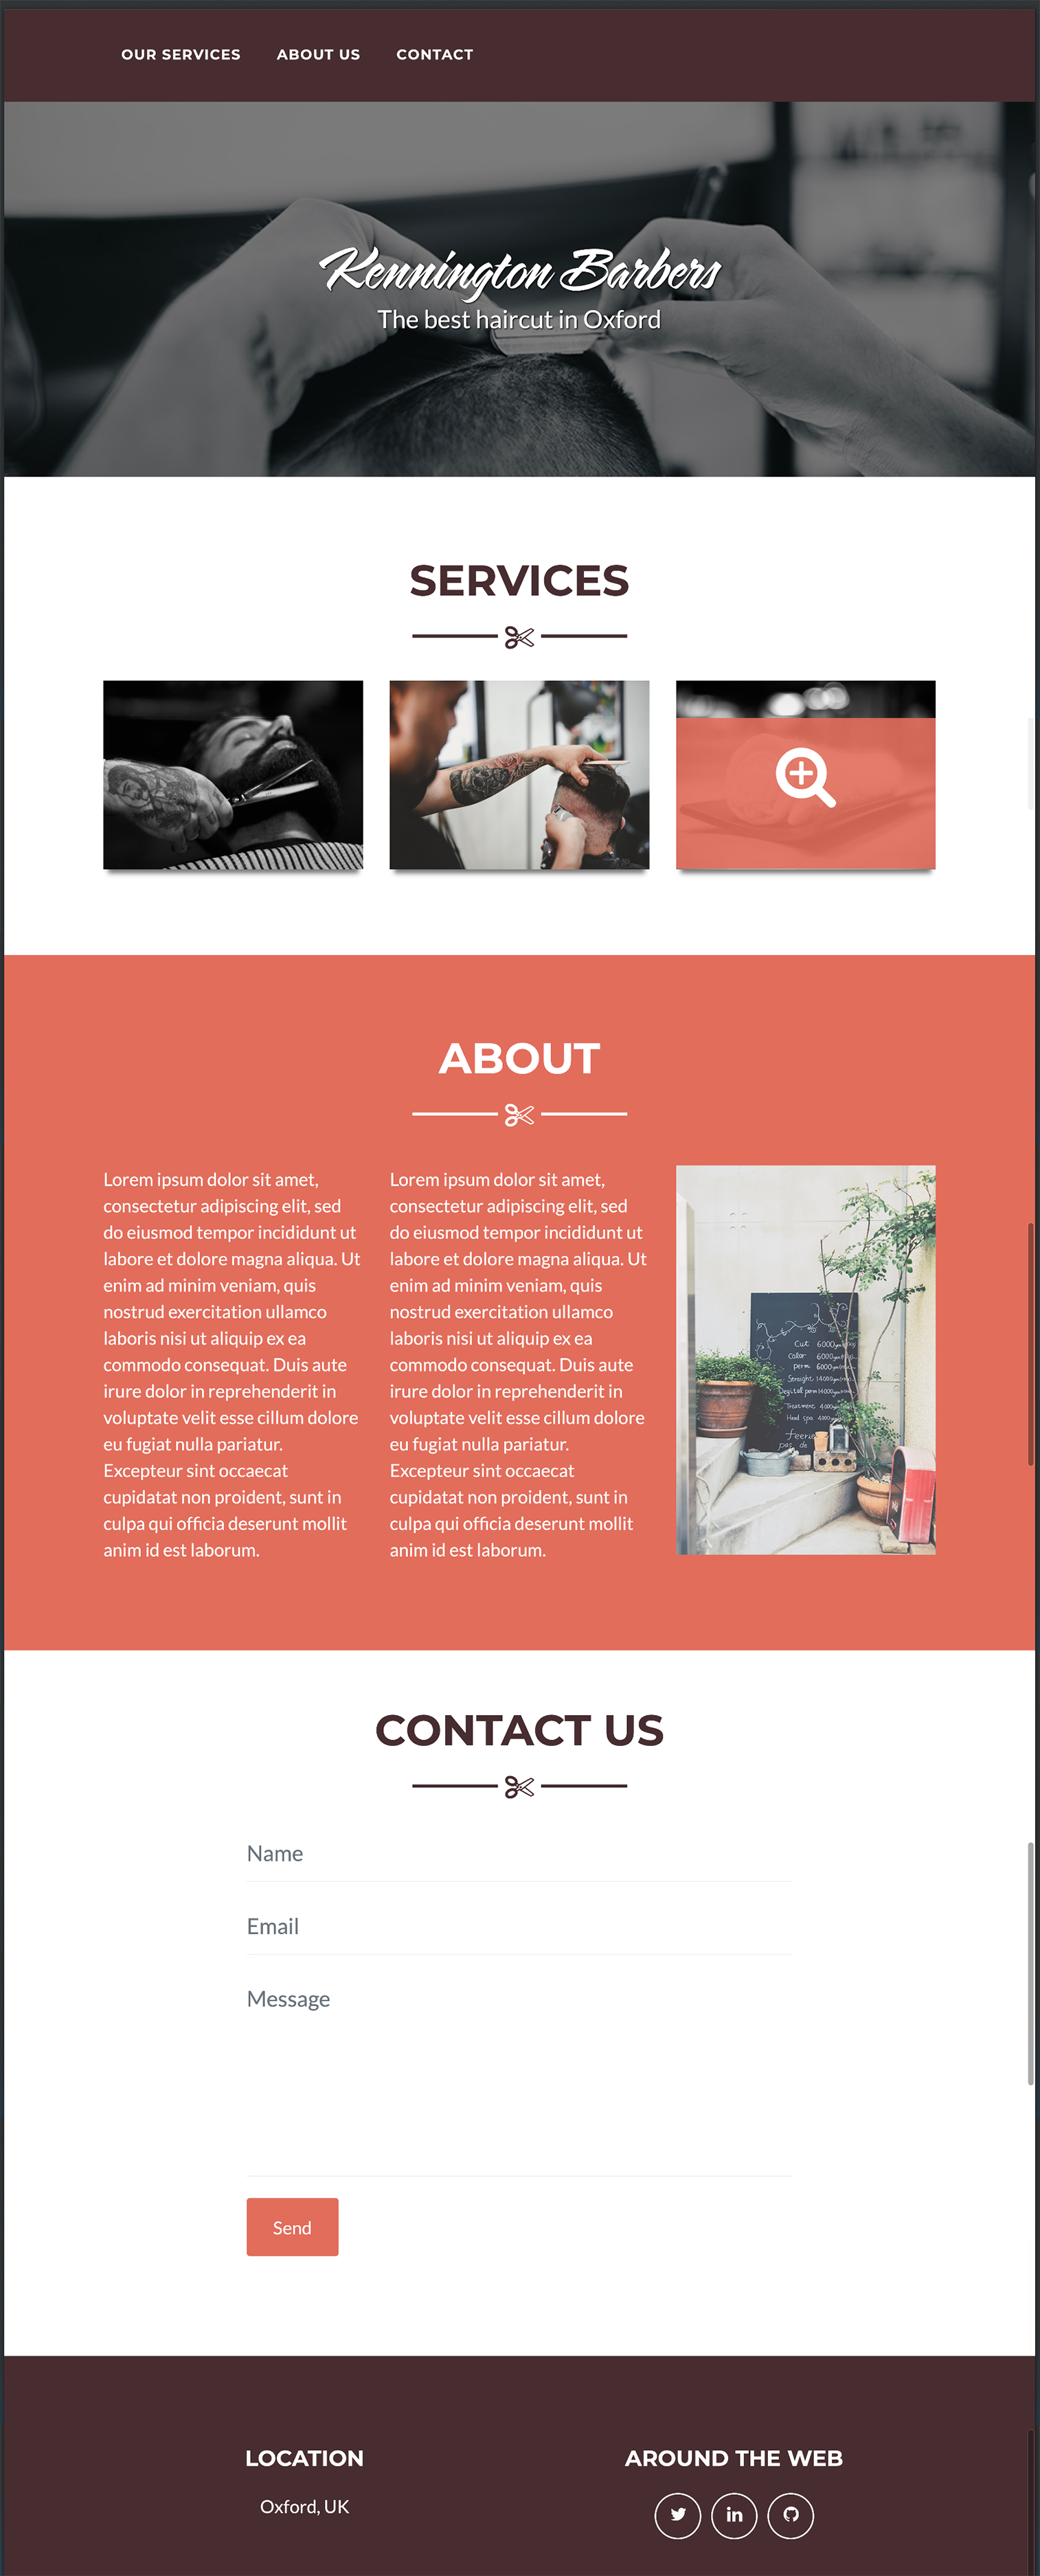 OUR SERVICES ABOUT US CONTACT
Kennington Barbers
The best haircut in Oxford
SERVICES
ABOUT
Lorem ipsum dolor sit amet,
consectetur adipiscing elit, sed
do eiusmod tempor incididunt ut
labore et dolore magna aliqua. Ut
enim ad minim veniam, quis
nostrud exercitation ullamco
laboris nisi ut aliquip ex ea
commodo consequat. Duis aute
irure dolor in reprehenderit in
voluptate velit esse cillum dolore
eu fugiat nulla pariatur.
Excepteur sint occaecat
cupidatat non proident, sunt in
culpa qui officia deserunt mollit
anim id est laborum.
Lorem ipsum dolor sit amet,
consectetur adipiscing elit, sed
do eiusmod tempor incididunt ut
labore et dolore magna aliqua. Ut
enim ad minim veniam, quis
nostrud exercitation ullamco
laboris nisi ut aliquip ex ea
commodo consequat. Duis aute
irure dolor in reprehenderit in
voluptate velit esse cillum dolore
eu fugiat nulla pariatur.
Excepteur sint occaecat
cupidatat non proident, sunt in
culpa qui officia deserunt mollit
anim id est laborum.
Cut 6000
Color 6000
perm 6000
Straight 14000
Degital perm 14000
Treatment 4000
Head spa 4000
feerie
pas de
CONTACT US
Name
Email
Message
Send
LOCATION
Oxford, UK
AROUND THE WEB
in